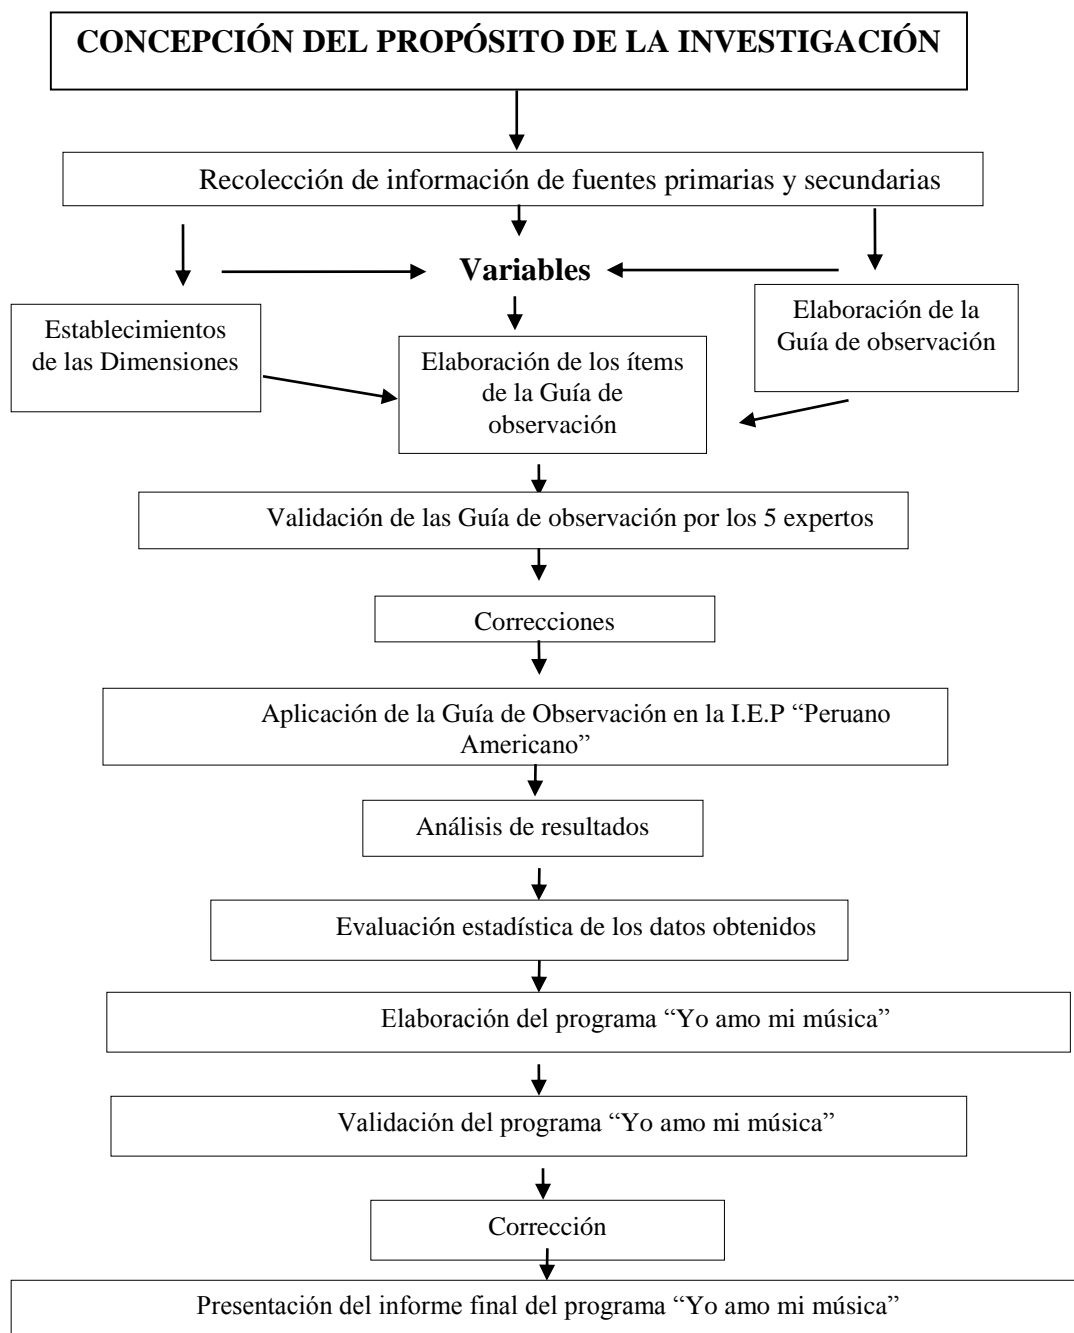 CONCEPCIÓN DEL PROPÓSITO DE LA INVESTIGACIÓN
Recolección de información de fuentes primarias y secundarias
Variables
Establecimientos
de las Dimensiones
Elaboración de los ítems
de la Guía de
observación
Elaboración de la
Guía de observación
Validación de las Guía de observación por los 5 expertos
Correcciones
Aplicación de la Guía de Observación en la I.E.P “Peruano
Americano”
Análisis de resultados
Evaluación estadística de los datos obtenidos
Elaboración del programa “Yo amo mi música”
Validación del programa “Yo amo mi música”
Corrección
Presentación del informe final del programa “Yo amo mi música”